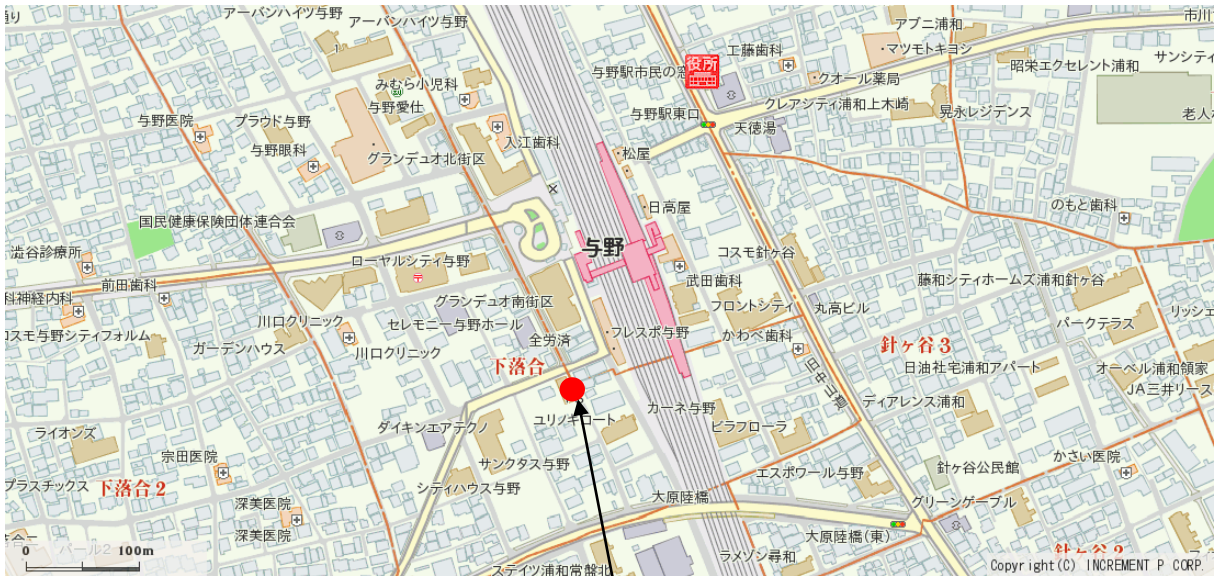 通り
アーバンハイツ与野
アーバンハイツ与野
アブニ浦和
市川
工藤歯科
マツモトキヨシ
サンシティ
役所
与野駅市民の窓
昭栄エクセレント浦和
みむら小児科
クオール薬局
与野愛仕
与野医院
プラウド与野
与野駅東口
クレアシティ浦和上木崎
晃永レジデンス
老人ホ
天徳湯
与野眼科
入江歯科
グランデュオ北街区
松屋
日高屋
のもと歯科
国民健康保険団体連合会
与野
コスモ針ヶ谷
澁谷診療所
ローヤルシティ与野
武田歯科
藤和シティホームズ浦和針ヶ谷
前田歯科
科神経内科
グランデュオ南街区
フロントシティ
丸高ビル
リッシェ
川口クリニック
セレモニー与野ホール
パークテラス
コスモ与野シティフォルム
フレスポ与野
かわべ歯科
全労済
ガーデンハウス
川口クリニック
針ヶ谷3
下落合
日油社宅浦和アパート
オーベル浦和領家
旧中山道
JA三井リース
カーネ与野
ディアレンス浦和
ユリノキコート
ダイキンエアテクノ
ビラフローラ
ライオンズ
宗田医院
サンクタス与野
エスポワール与野
針ヶ谷公民館
かさい医院
プラスチックス
下落合2
シティハウス与野
深美医院
大原陸橋
グリーンゲーブル
深美医院
大原陸橋(東)
0
パール2
100m
ラメゾン尋和
針ヶ谷2
ステイツ浦和常盤北
Copyright(C) INCREMENT P CORP.